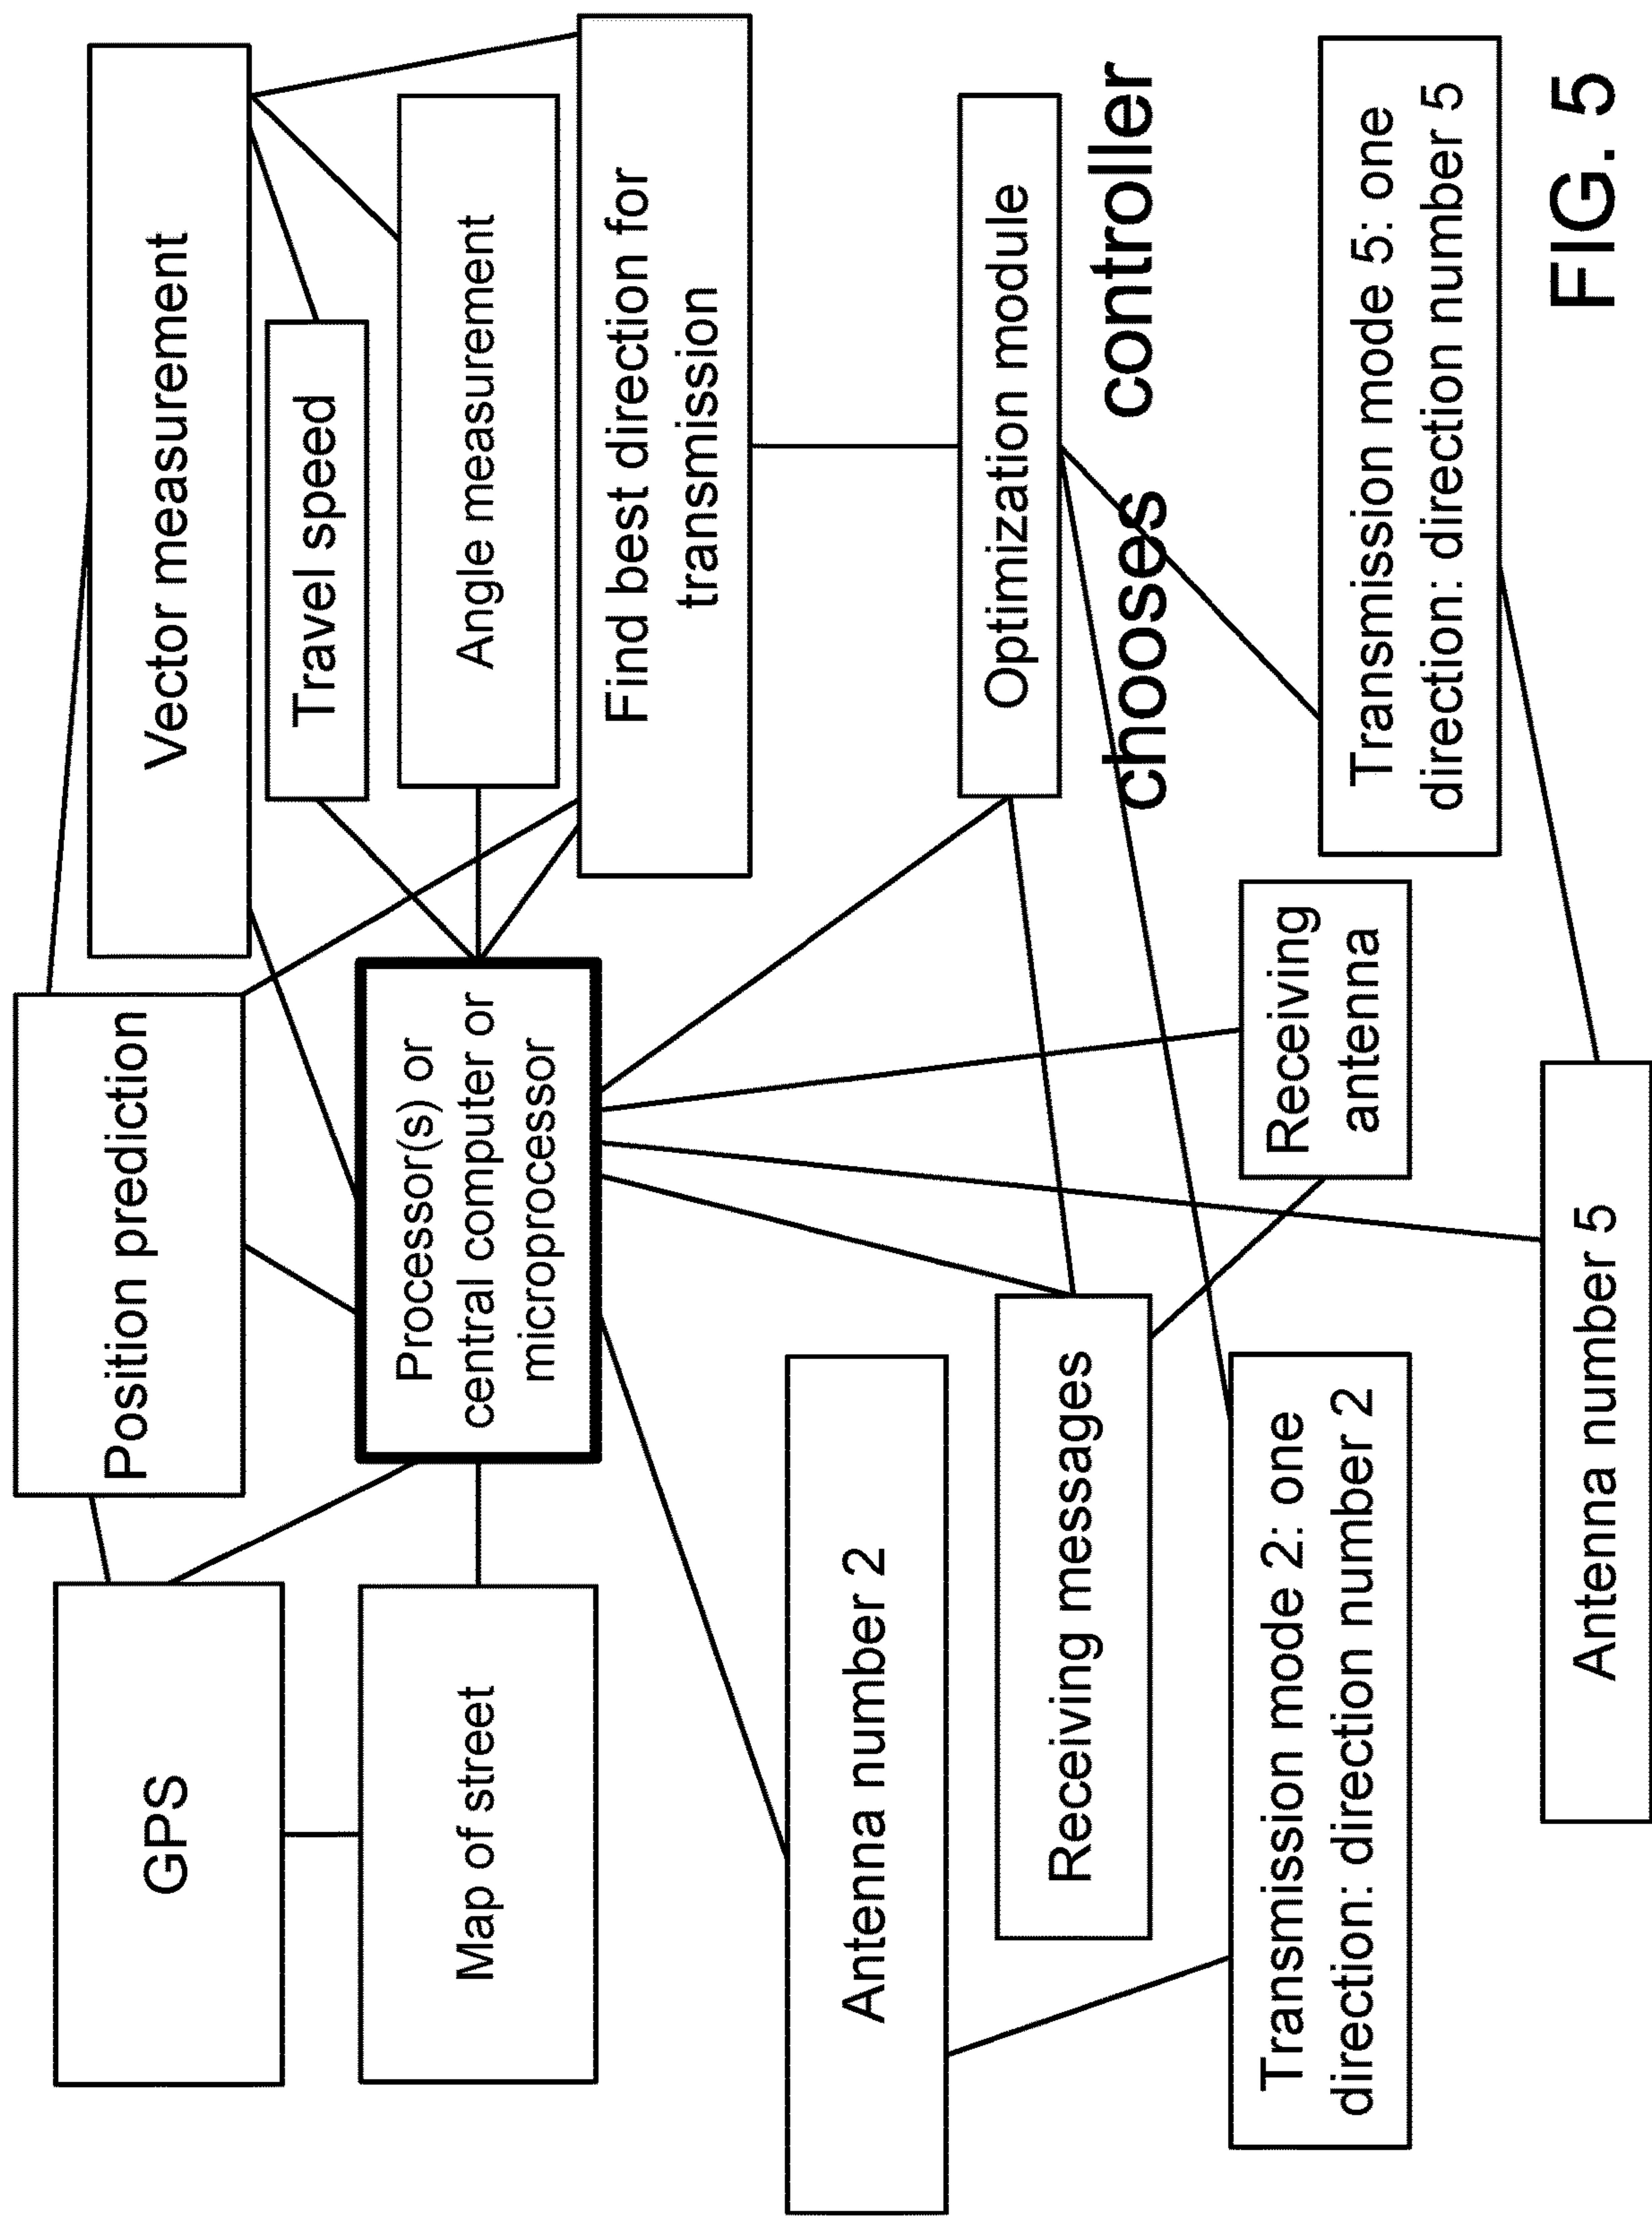 GPS
Position prediction
Vector measurement
Travel speed
Map of street
Processor(s) or
central computer or
microprocessor
Angle measurement
Find best direction for
transmission
Antenna number 2
Optimization module
Receiving messages
chooses controller
Transmission mode 2: one
direction: direction number 2
Receiving
antenna
Transmission mode 5: one
direction: direction number 5
Antenna number 5
FIG. 5